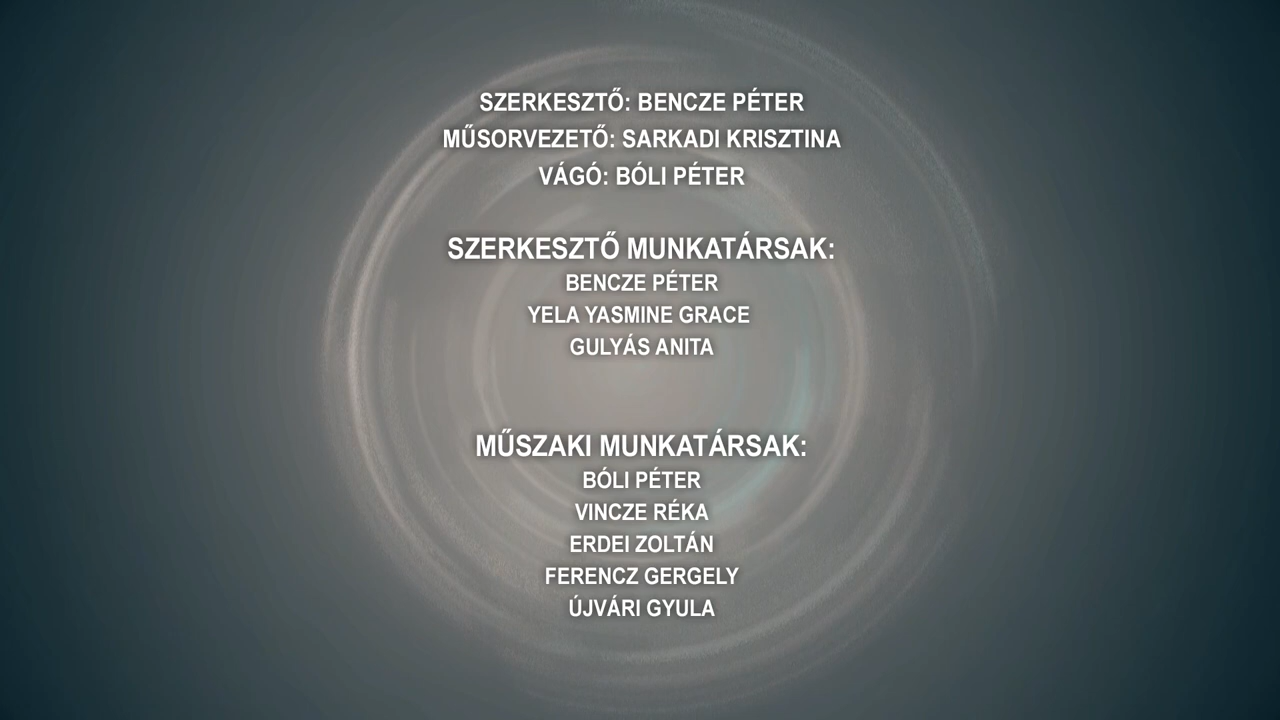 SZERKESZTŐ: BENCZE PÉTER
MŰSORVEZETŐ: SARKADI KRISZTINA
VÁGÓ: BÓLI PÉTER
SZERKESZTŐ MUNKATÁRSAK:
BENCZE PÉTER
YELA YASMINE GRACE
GULYÁS ANITA
MŰSZAKI MUNKATÁRSAK:
BÓLI PÉTER
VINCZE RÉKA
ERDEI ZOLTÁN
FERENCZ GERGELY
ÚJVÁRI GYULA